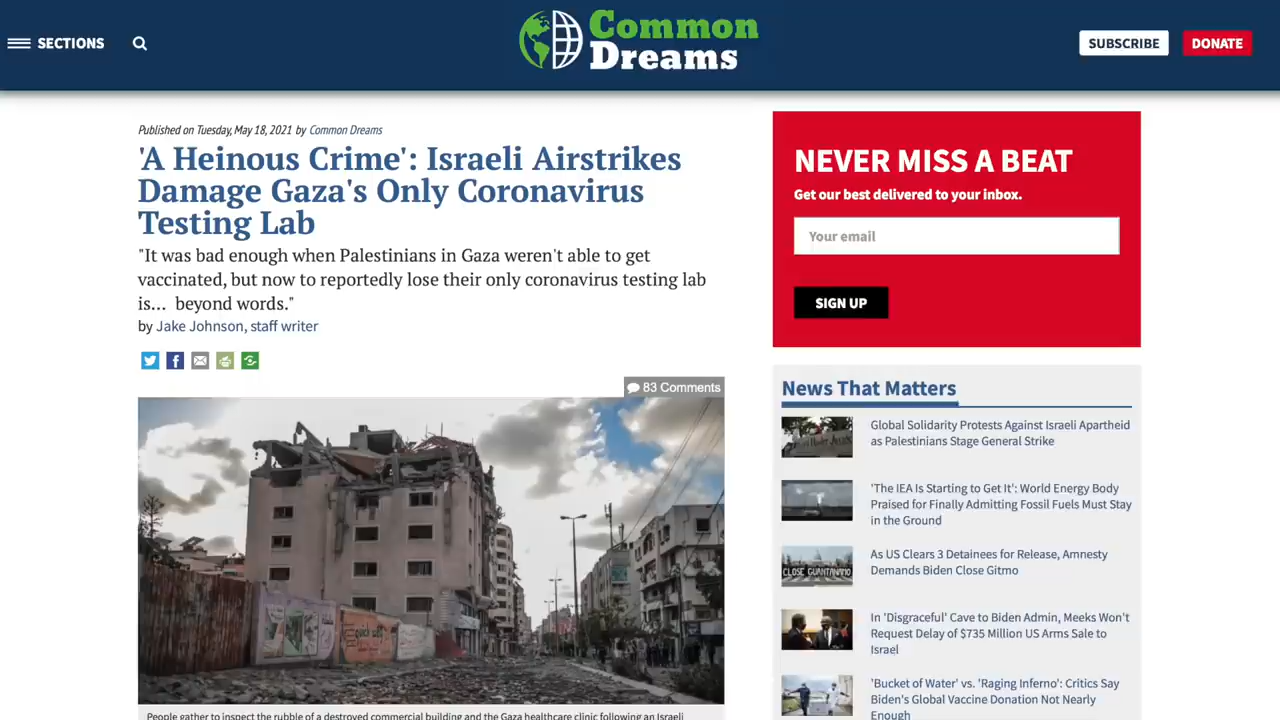 SECTIONS
Common
Dreams
SUBSCRIBE
DONATE
Published on Tuesday, May 18, 2021 by Common Dreams
'A Heinous Crime': Israeli Airstrikes
Damage Gaza's Only Coronavirus
Testing Lab
"It was bad enough when Palestinians in Gaza weren't able to get
vaccinated, but now to reportedly lose their only coronavirus testing lab
is... beyond words."
by Jake Johnson, staff writer
83 Comments
People gather to inspect the rubble of a destroyed commercial building and the Gaza healthcare clinic following an Israeli
NEVER MISS A BEAT
Get our best delivered to your inbox.
Your email
SIGN UP
News That Matters
Global Solidarity Protests Against Israeli Apartheid
as Palestinians Stage General Strike
'The IEA Is Starting to Get It': World Energy Body
Praised for Finally Admitting Fossil Fuels Must Stay
in the Ground
CLOSE GUANTANAMO
As US Clears 3 Detainees for Release, Amnesty
Demands Biden Close Gitmo
In 'Disgraceful' Cave to Biden Admin, Meeks Won't
Request Delay of $735 Million US Arms Sale to
Israel
'Bucket of Water' vs. 'Raging Inferno': Critics Say
Biden's Global Vaccine Donation Not Nearly
Enough